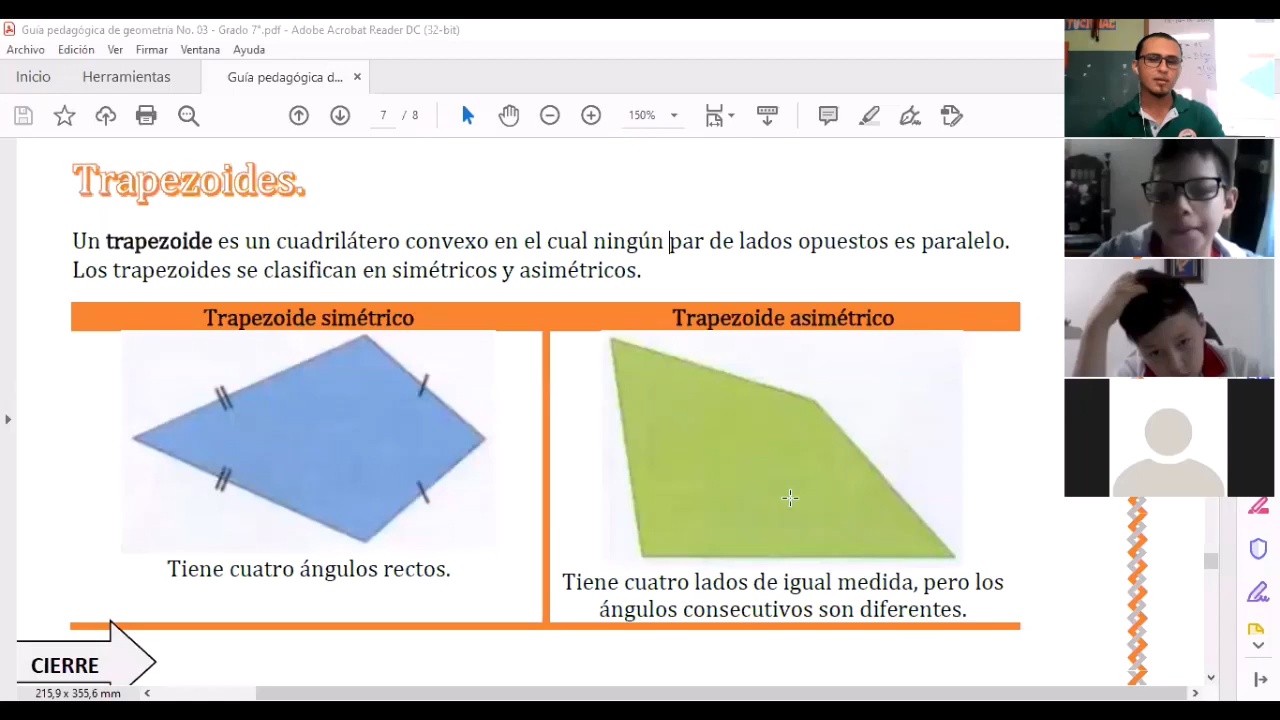 Guía pedagógica de geometría No. 03 - Grado 7°.pdf - Adobe Acrobat Reader DC (32-bit)
Archivo Edición Ver Firmar Ventana Ayuda
Inicio Herramientas Guía pedagógica d... ×
7 / 8 150%
Trapezoides.
Un trapezoide es un cuadrilátero convexo en el cual ningún par de lados opuestos es paralelo.
Los trapezoides se clasifican en simétricos y asimétricos.
Trapezoide simétrico Trapezoide asimétrico
Tiene cuatro ángulos rectos.
Tiene cuatro lados de igual medida, pero los
ángulos consecutivos son diferentes.
CIERRE
215,9 x 355,6 mm